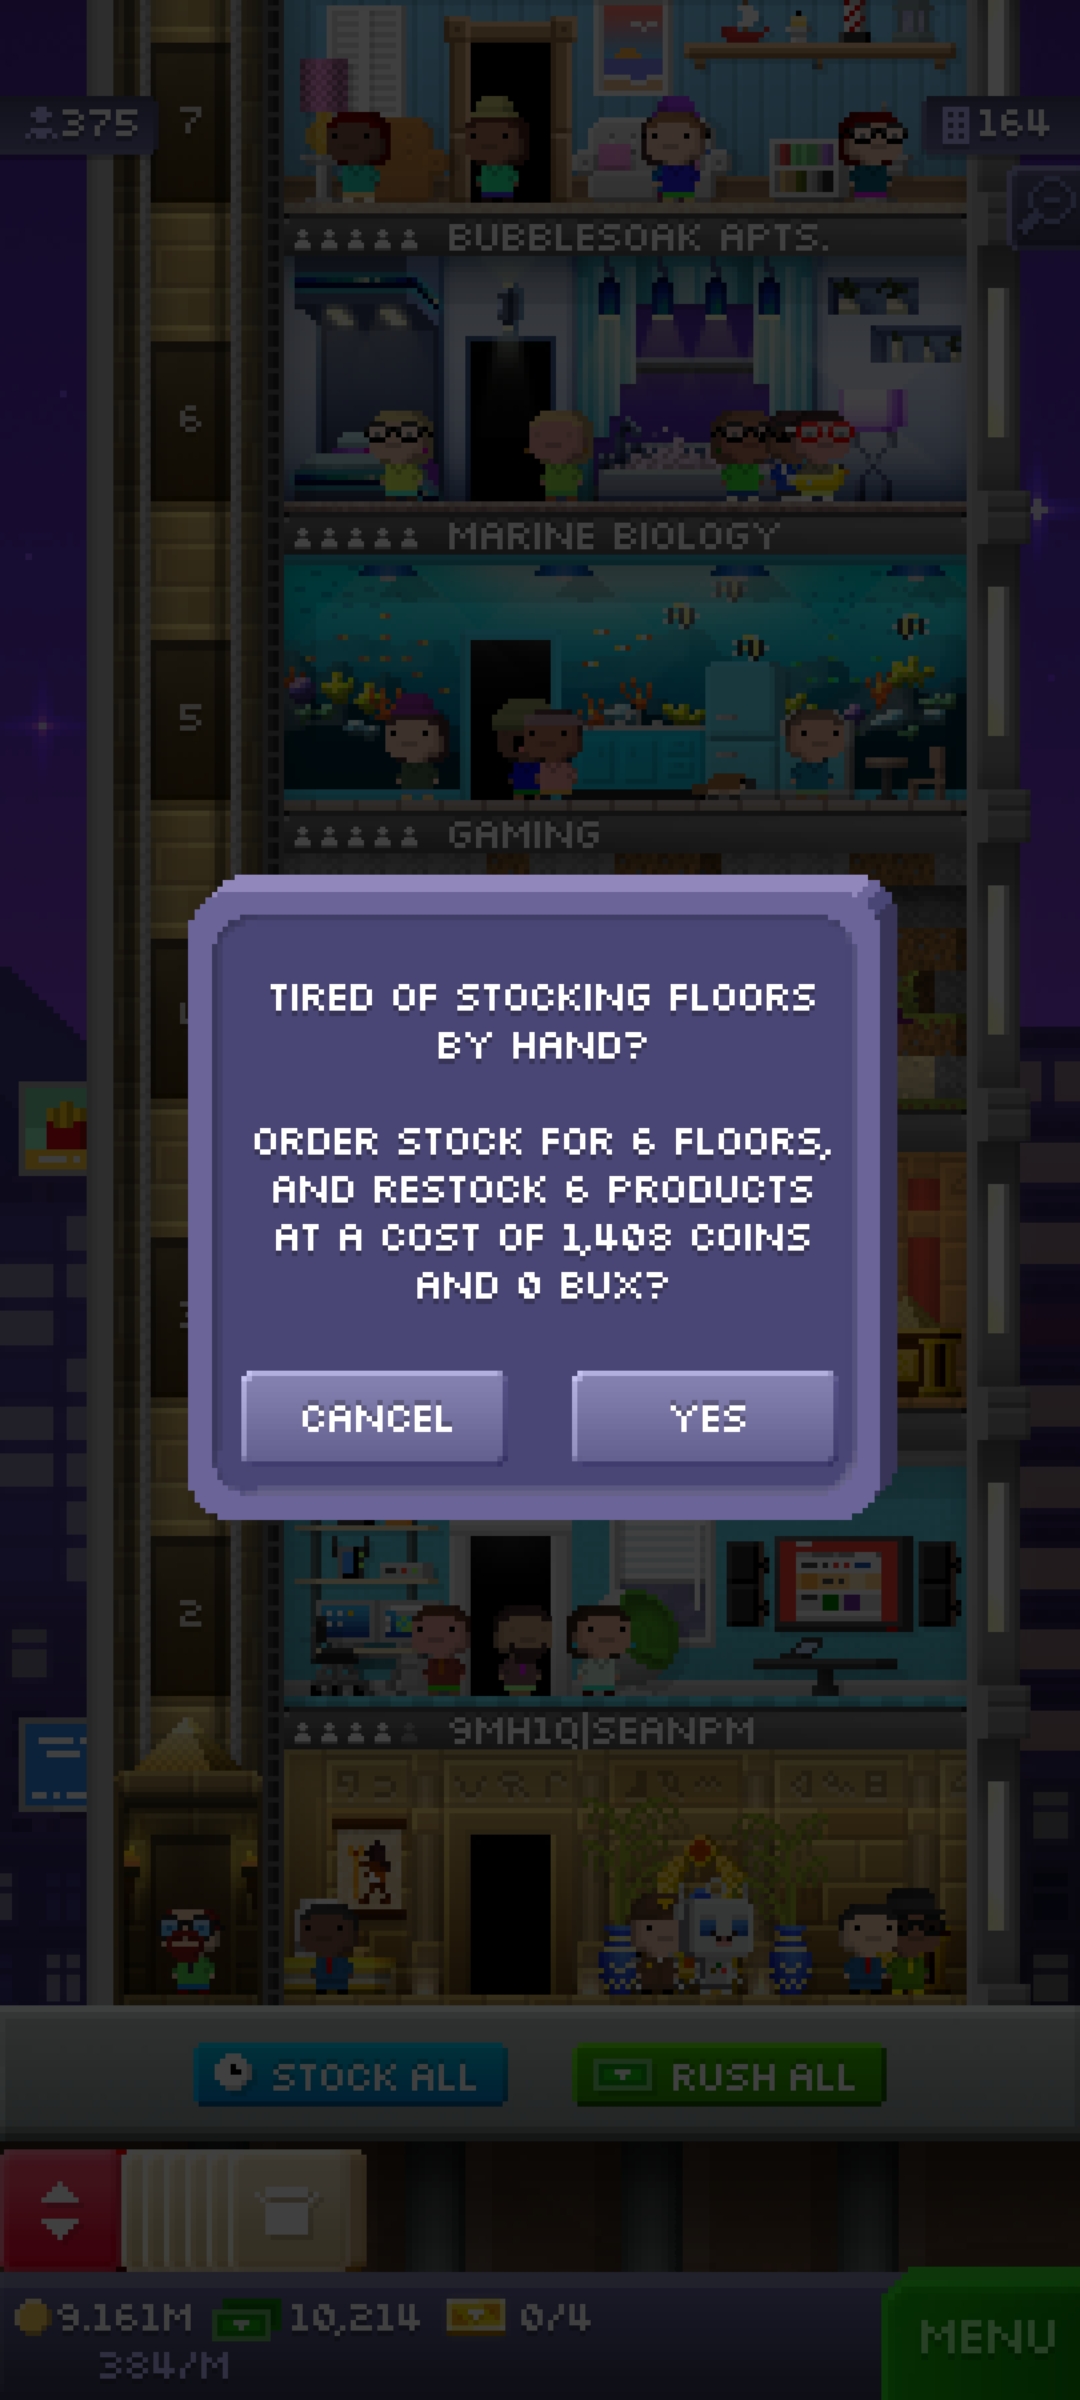 375
7
164
BUBBLESOAK APTS.
6
MARINE BIOLOGY
5
GAMING
TIRED OF STOCKING FLOORS
BY HAND?
ORDER STOCK FOR 6 FLOORS,
AND RESTOCK 6 PRODUCTS
AT A COST OF 1,408 COINS
AND 0 BUX?
CANCEL
YES
2
9MH1Q|SEANPM
STOCK ALL
RUSH ALL
9.161M
10,214
0/4
384/M
MENU